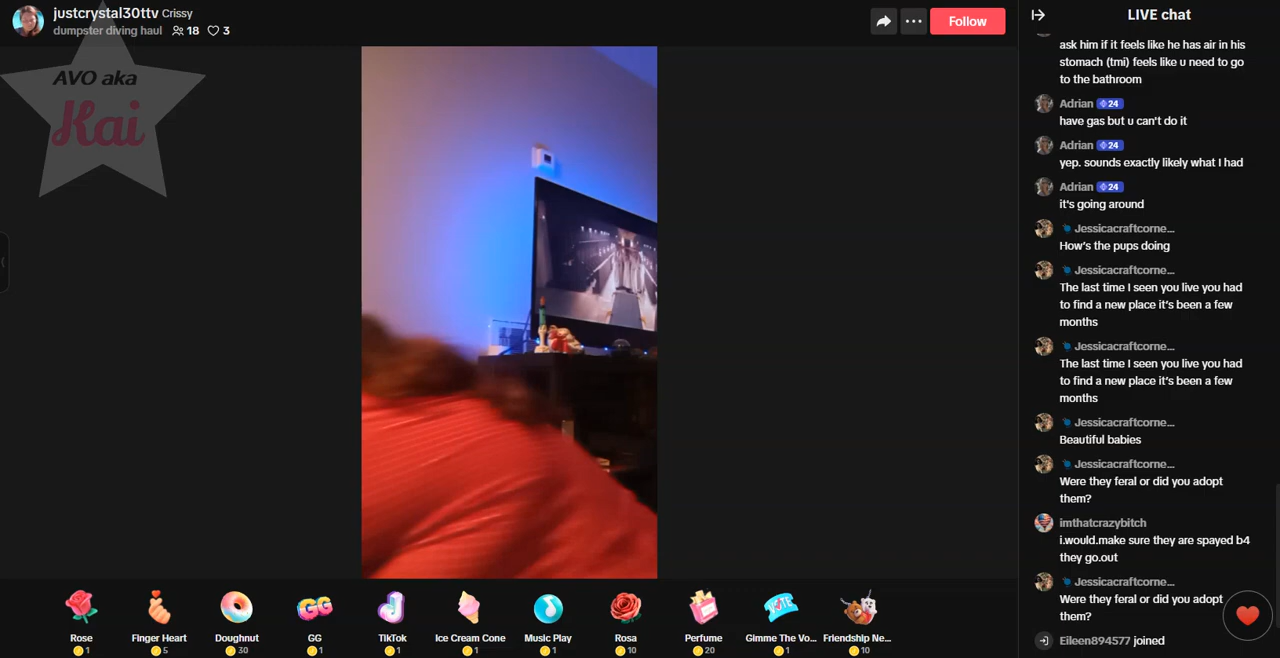 justcrystal30ttv Crissy
dumpster diving haul 18 3
Follow
LIVE chat
AVO aka
Kai
ask him if it feels like he has air in his
stomach (tmi) feels like u need to go
to the bathroom
Adrian 24
have gas but u can't do it
Adrian 24
yep. sounds exactly likely what I had
Adrian 24
it's going around
Jessicacraftcorne...
How's the pups doing
Jessicacraftcorne...
The last time I seen you live you had
to find a new place it's been a few
months
Jessicacraftcorne...
The last time I seen you live you had
to find a new place it's been a few
months
Jessicacraftcorne...
Beautiful babies
Jessicacraftcorne...
Were they feral or did you adopt
them?
imthatcrazybitch
i.would.make sure they are spayed b4
they go.out
Jessicacraftcorne...
Were they feral or did you adopt
them?
Eileen894577 joined
GG
VOTE
Rose Finger Heart Doughnut GG TikTok Ice Cream Cone Music Play Rosa Perfume Gimme The Vo... Friendship Ne...
1 5 30 1 1 1 1 10 20 1 10